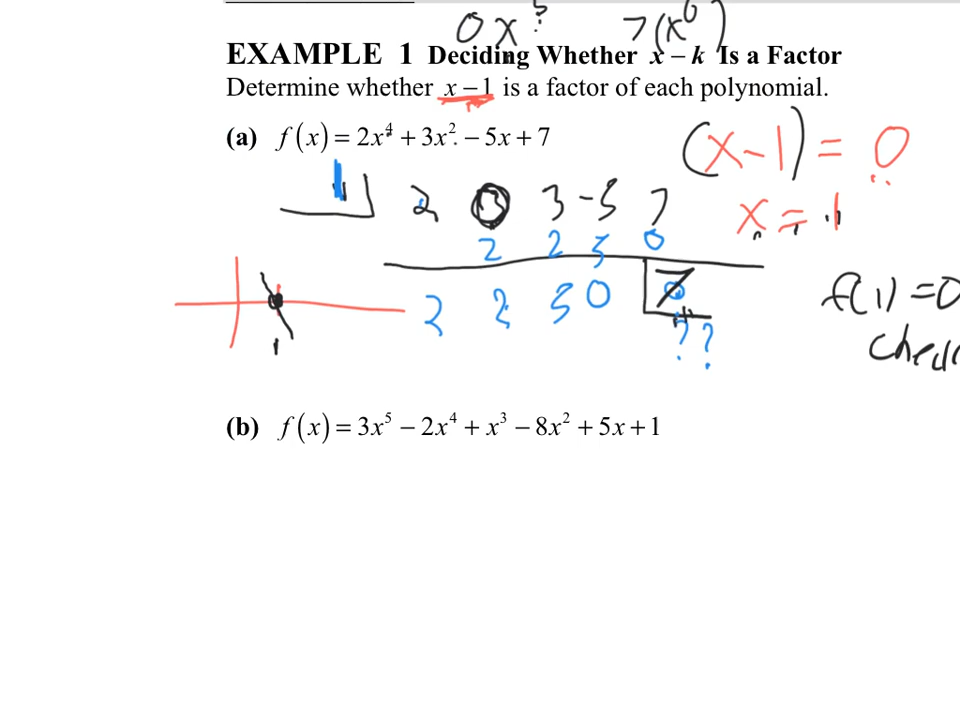 0x³ 7(x⁰)
EXAMPLE 1 Deciding Whether x – k Is a Factor
Determine whether x – 1 is a factor of each polynomial.
(a) f(x) = 2x⁴ + 3x² – 5x + 7
(x-1) = 0
1 2 0 3 -5 7
x = 1
2 2 5 0
2 2 5 0 7
f(1) = 0
1
??
(b) f(x) = 3x⁵ – 2x⁴ + x³ – 8x² + 5x + 1